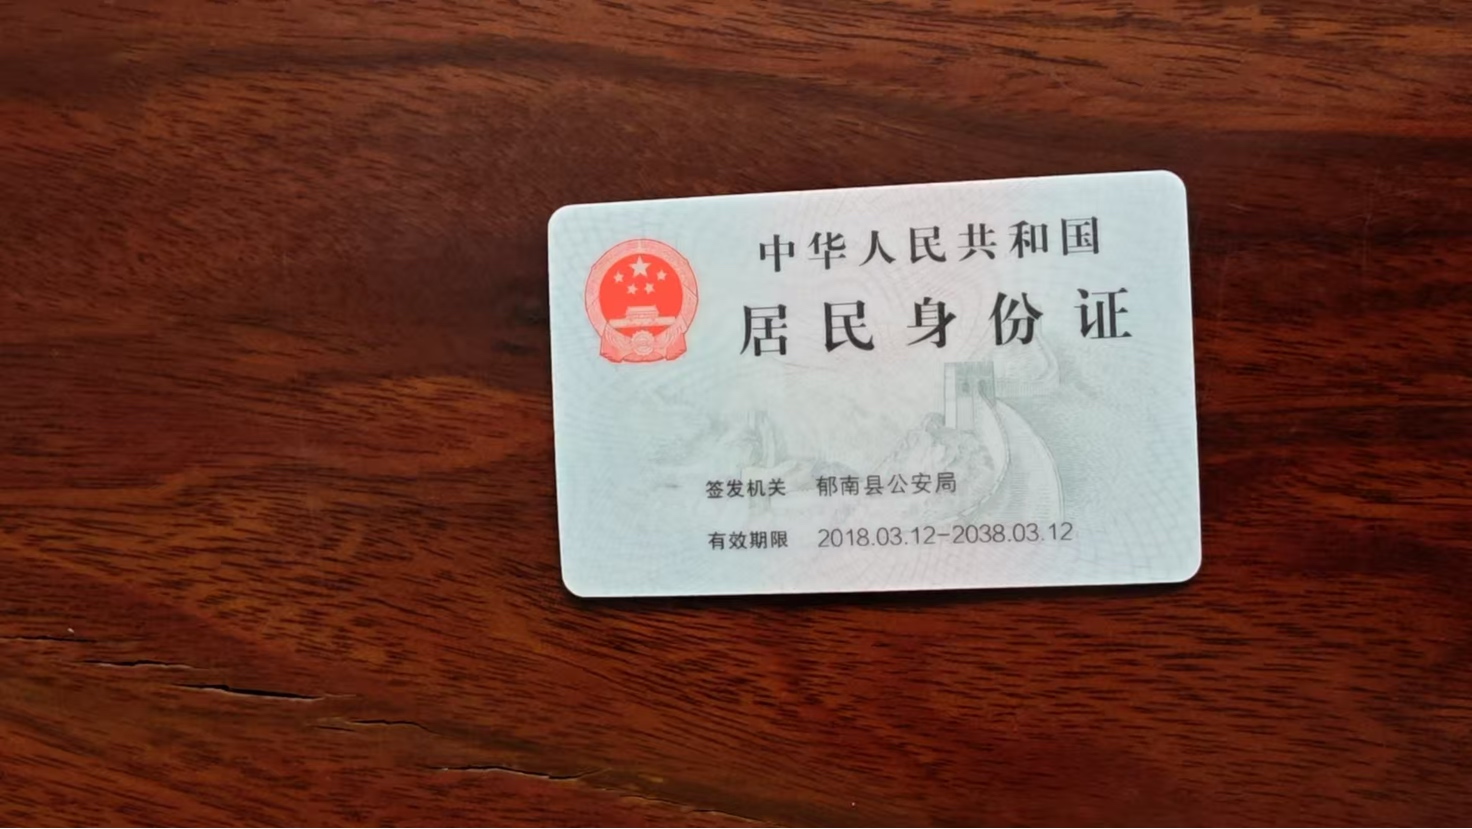 中华人民共和国
居民身份证
签发机关 郁南县公安局
有效期限 2018.03.12-2038.03.12